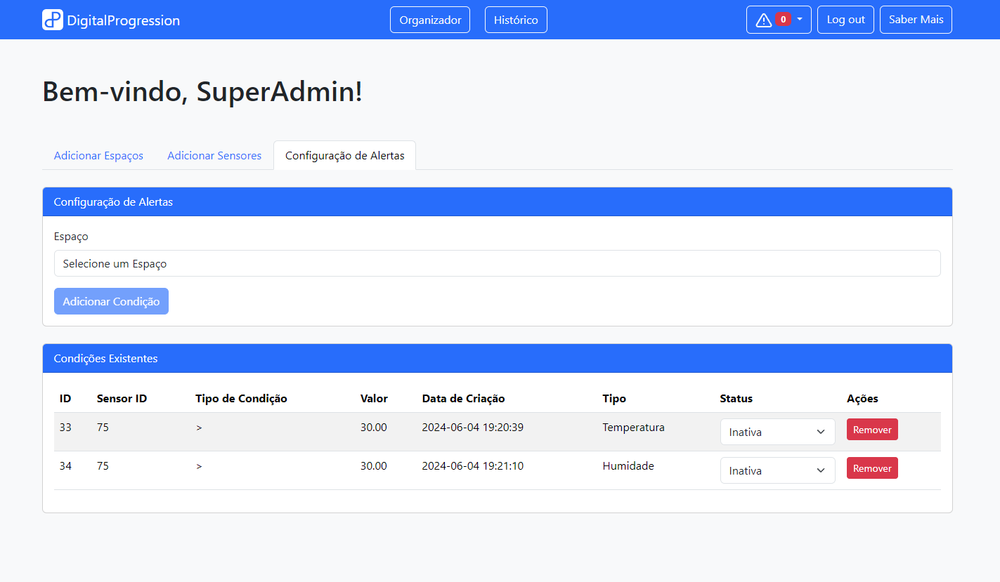 DigitalProgression Organizador Histórico 0 Log out Saber Mais
Bem-vindo, SuperAdmin!
Adicionar Espaços Adicionar Sensores Configuração de Alertas
Configuração de Alertas
Espaço
Selecione um Espaço
Adicionar Condição
Condições Existentes
ID Sensor ID Tipo de Condição Valor Data de Criação Tipo Status Ações
33 75 > 30.00 2024-06-04 19:20:39 Temperatura Inativa Remover
34 75 > 30.00 2024-06-04 19:21:10 Humidade Inativa Remover